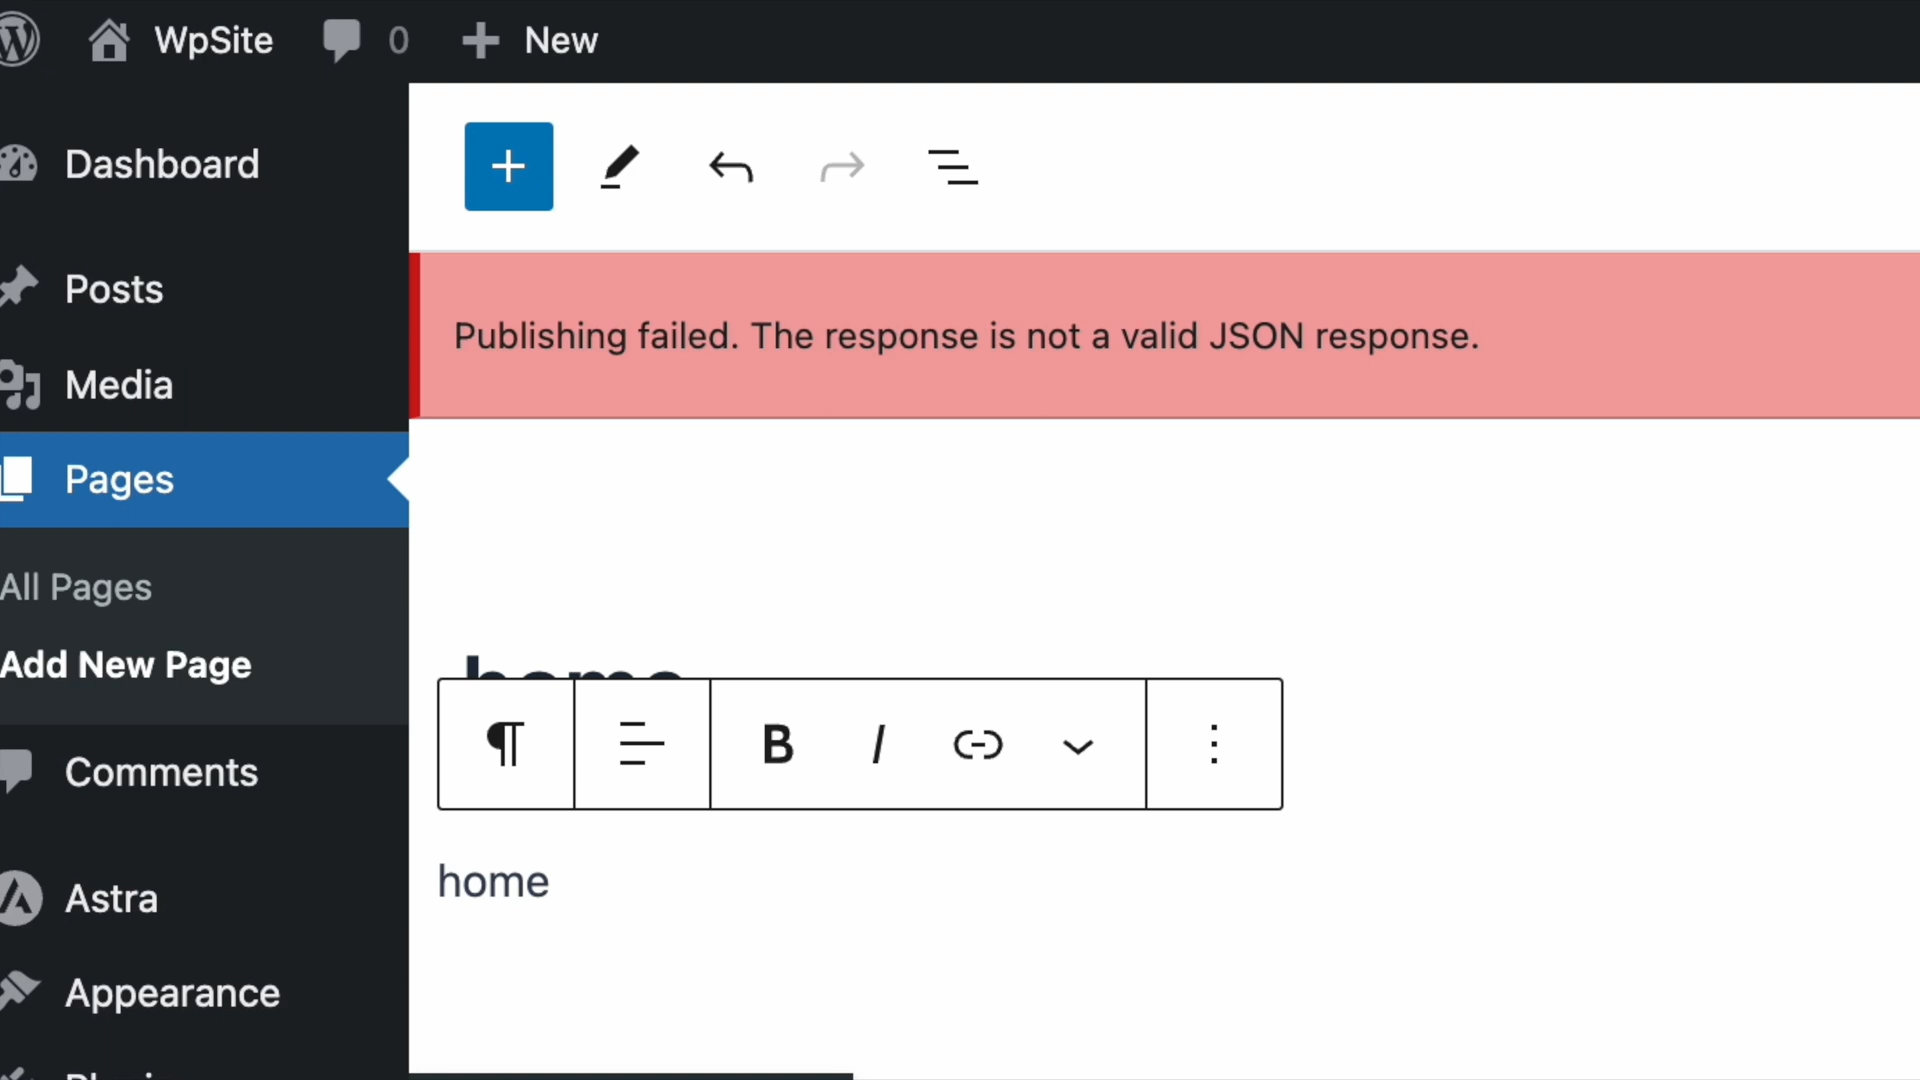 WpSite 0 New
Dashboard
Posts
Publishing failed. The response is not a valid JSON response.
Media
Pages
All Pages
Add New Page
home
Comments
home
Astra
Appearance